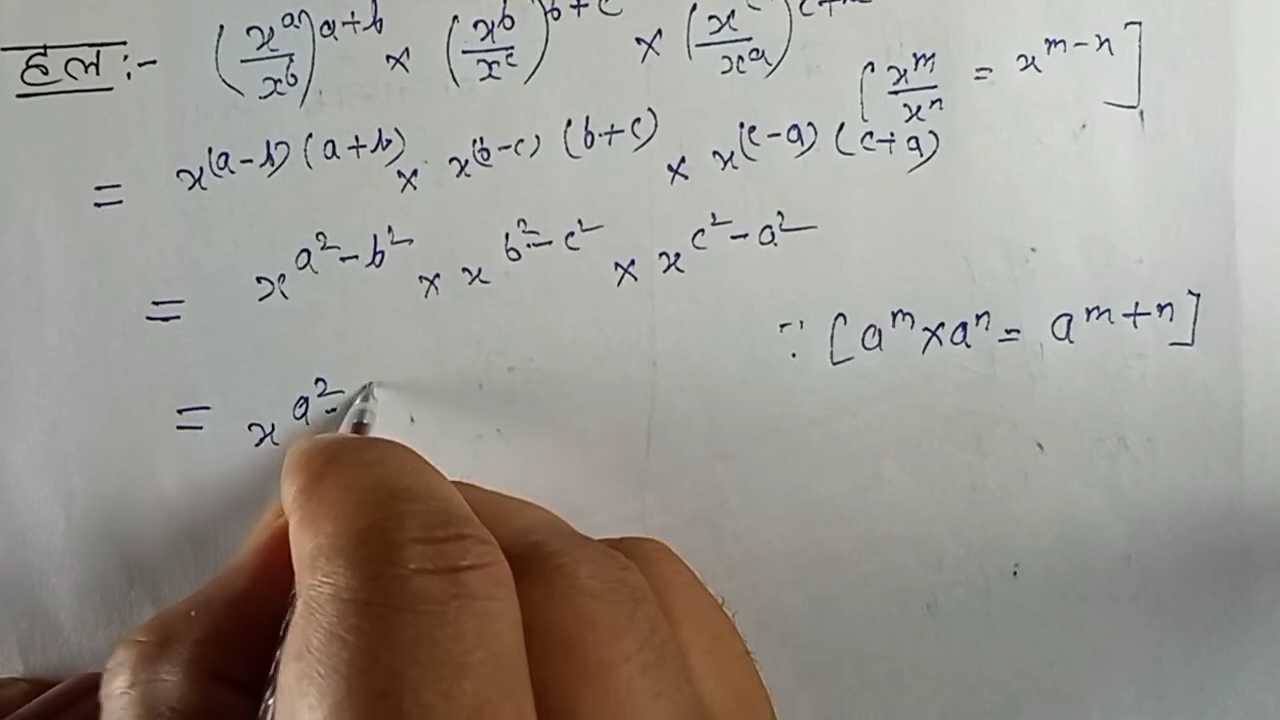 हल :- (x^a/x^b)^a+b × (x^b/x^c)^b+c × (x^c/x^a)^c+a
[x^m/x^n = x^m-n]
= x^(a-b)(a+b) × x^(b-c)(b+c) × x^(c-a)(c+a)
= x^a²-b² × x^b²-c² × x^c²-a²
∵ [a^m × a^n = a^m+n]
= x^a²-